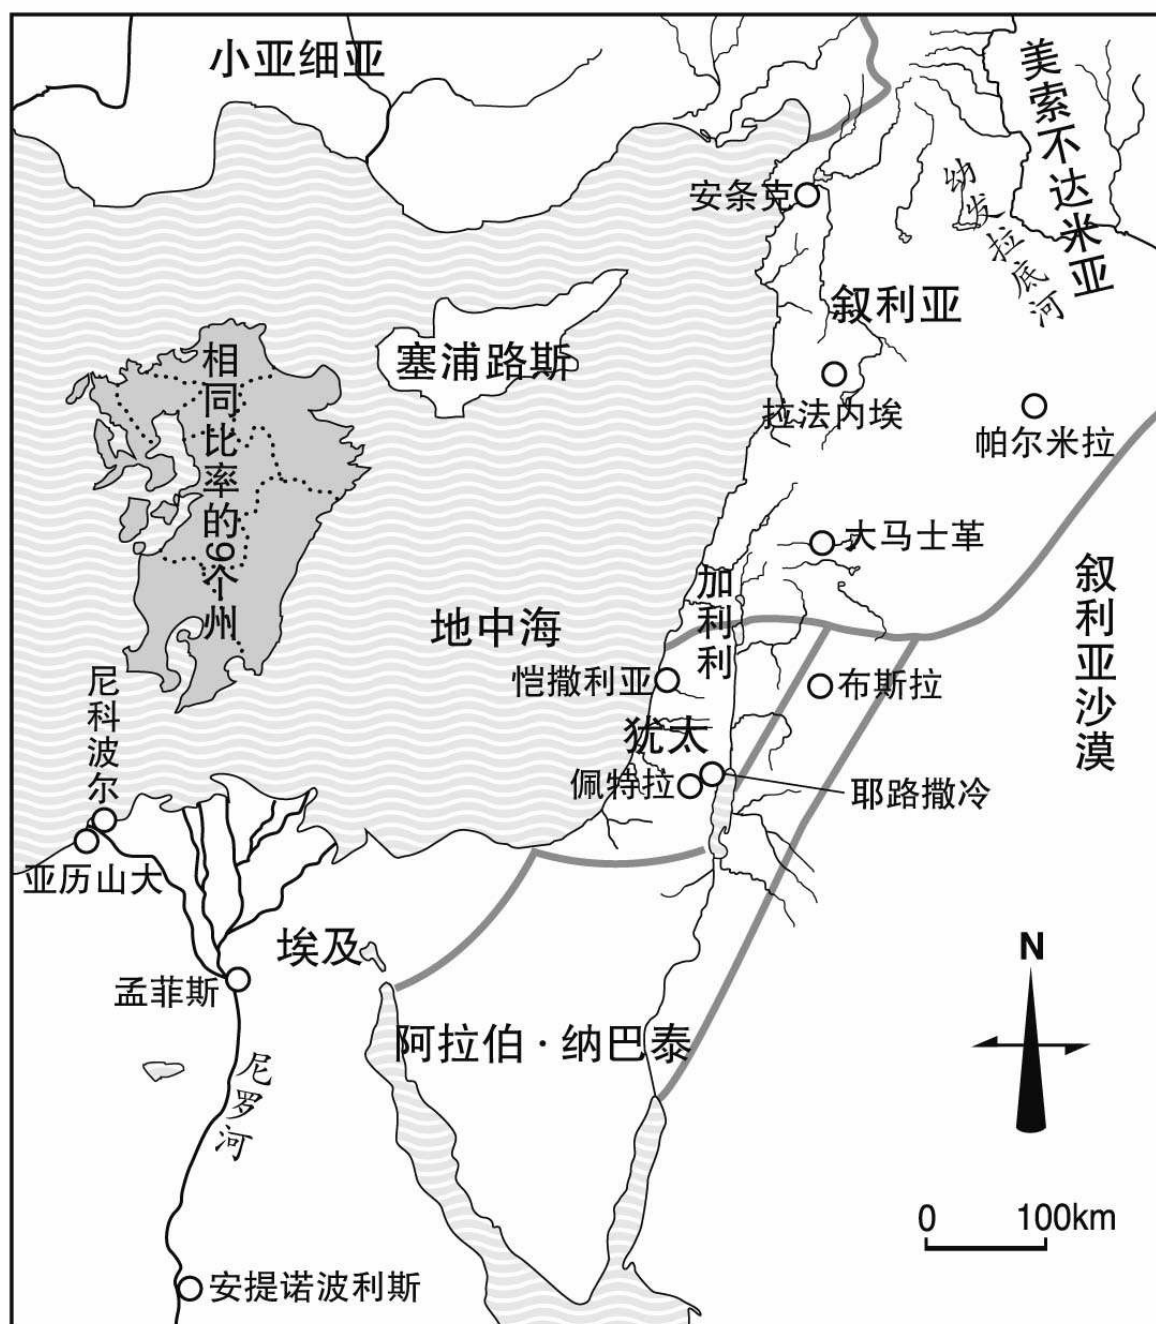 小亚细亚
美索不达米亚
幼发拉底河
安条克
叙利亚
塞浦路斯
相同比率的9个州
拉法内埃
帕尔米拉
大马士革
加利利
叙利亚沙漠
地中海
恺撒利亚
布斯拉
尼科波尔
犹太
佩特拉
耶路撒冷
亚历山大
埃及
孟菲斯
N
阿拉伯·纳巴泰
尼罗河
0 100km
安提诺波利斯